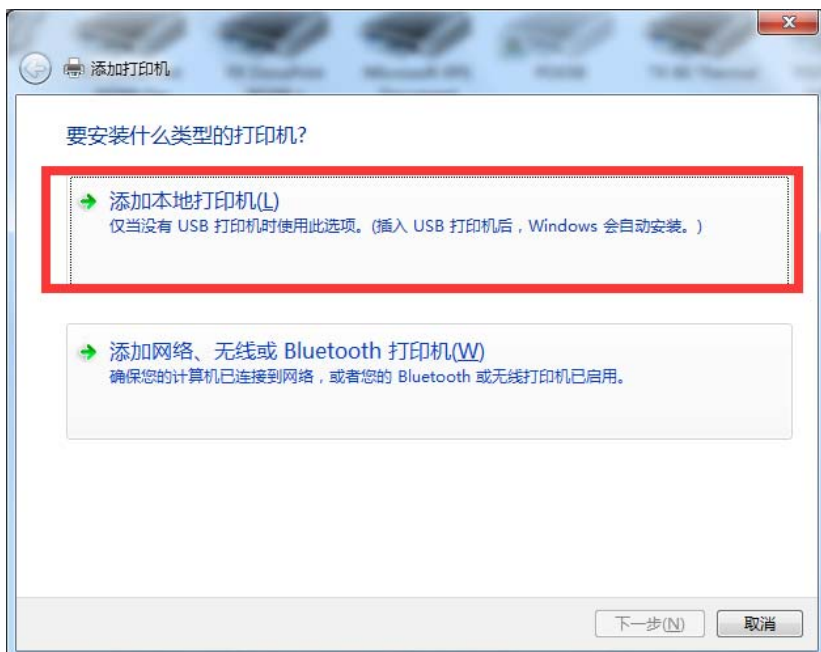 添加打印机
要安装什么类型的打印机?
添加本地打印机(L)
仅当没有 USB 打印机时使用此选项。(插入 USB 打印机后，Windows 会自动安装。)
添加网络、无线或 Bluetooth 打印机(W)
确保您的计算机已连接到网络，或者您的 Bluetooth 或无线打印机已启用。
下一步(N)
取消